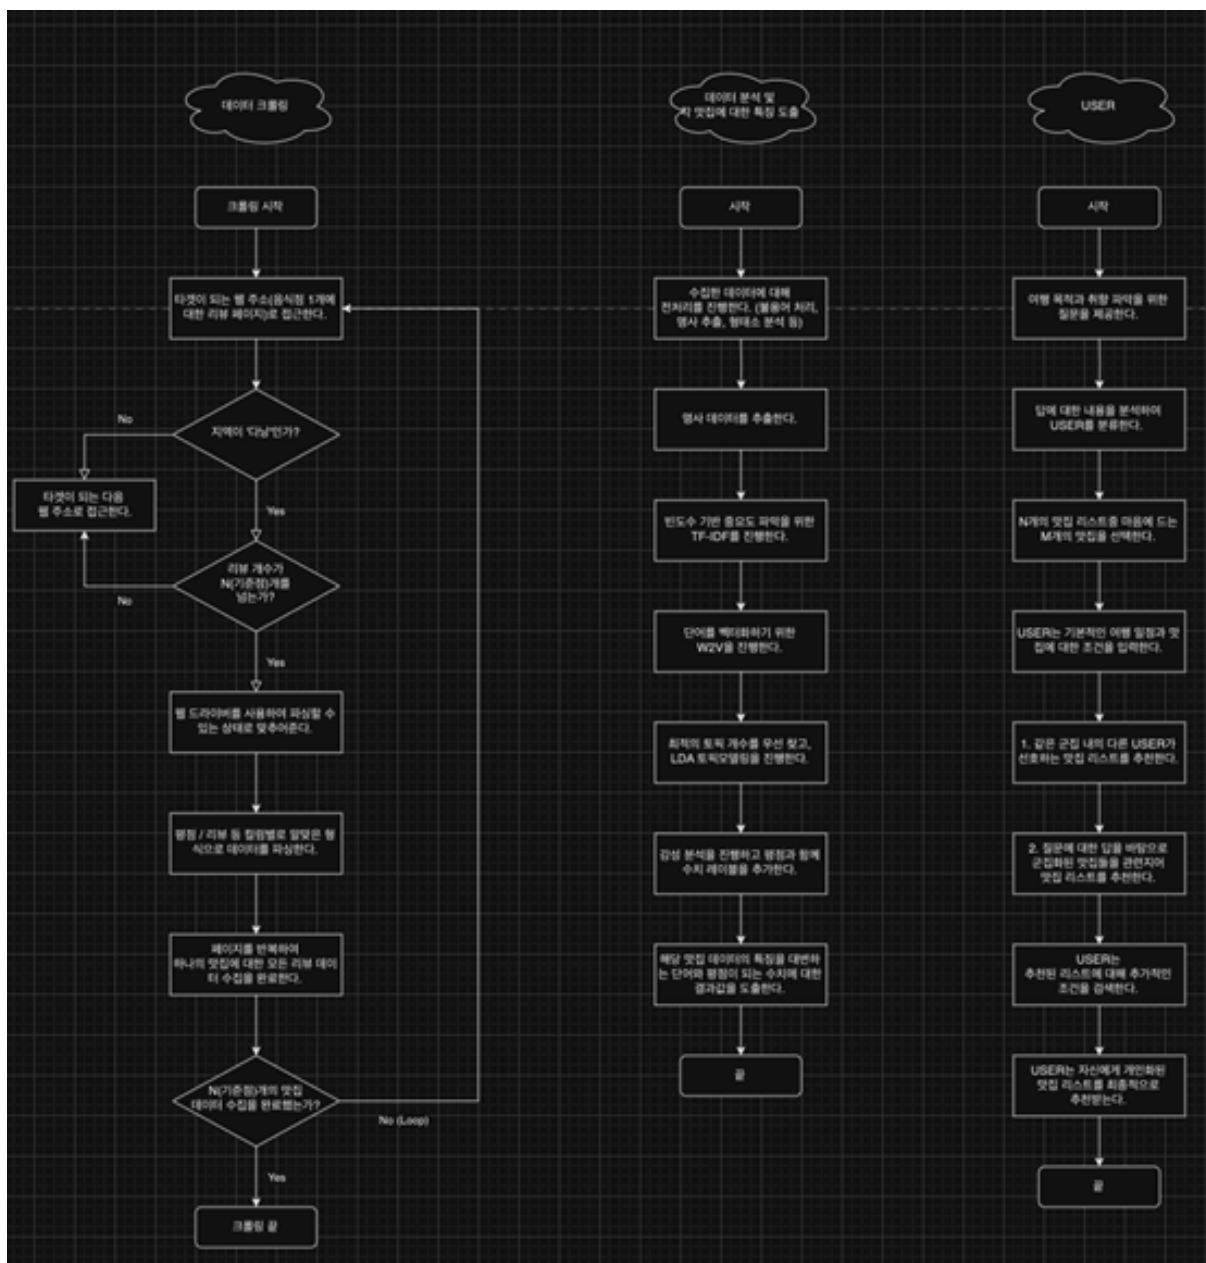 데이터 크롤링
크롤링 시작
타겟이 되는 웹 주소(음식점 1개에
대한 리뷰 페이지)로 접근한다.
지역이 '다낭'인가?
No
타겟이 되는 다음
웹 주소로 접근한다.
Yes
리뷰 개수가
N(기준점)개를
넘는가?
No
Yes
웹 드라이버를 사용하여 파싱할 수
있는 상태로 맞추어준다.
평점 / 리뷰 등 컬럼별로 알맞은 형
식으로 데이터를 파싱한다.
페이지를 반복하여
하나의 맛집에 대한 모든 리뷰 데이
터 수집을 완료한다.
N(기준점)개의 맛집
데이터 수집을 완료했는가?
No (Loop)
Yes
크롤링 끝
데이터 분석 및
각 맛집에 대한 특징 도출
시작
수집한 데이터에 대해
전처리를 진행한다. (불용어 처리,
명사 추출, 형태소 분석 등)
명사 데이터를 추출한다.
빈도수 기반 중요도 파악을 위한
TF-IDF를 진행한다.
단어를 벡터화하기 위한
W2V을 진행한다.
최적의 토픽 개수를 우선 찾고,
LDA 토픽모델링을 진행한다.
감성 분석을 진행하고 평점과 함께
수치 레이블을 추가한다.
해당 맛집 데이터의 특징을 대변하
는 단어와 평점이 되는 수치에 대한
결과값을 도출한다.
끝
USER
시작
여행 목적과 취향 파악을 위한
질문을 제공한다.
답에 대한 내용을 분석하여
USER를 분류한다.
N개의 맛집 리스트중 마음에 드는
M개의 맛집을 선택한다.
USER는 기본적인 여행 일정과 맛
집에 대한 조건을 입력한다.
1. 같은 군집 내의 다른 USER가
선호하는 맛집 리스트를 추천한다.
2. 질문에 대한 답을 바탕으로
군집화된 맛집들을 관련지어
맛집 리스트를 추천한다.
USER는
추천된 리스트에 대해 추가적인
조건을 검색한다.
USER는 자신에게 개인화된
맛집 리스트를 최종적으로
추천받는다.
끝